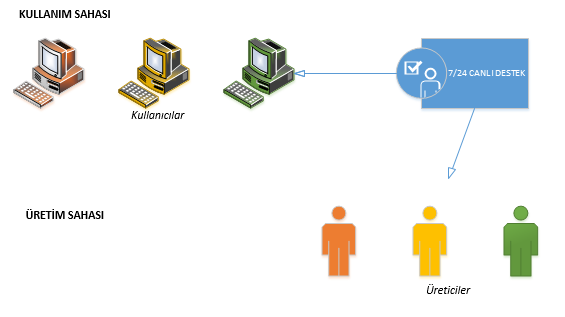 KULLANIM SAHASI
7/24 CANLI DESTEK
Kullanıcılar
ÜRETİM SAHASI
Üreticiler